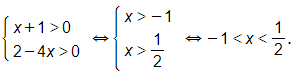 { x + 1 > 0
2 − 4x > 0 ⇔ { x > −1
x > 1/2 ⇔ −1 < x < 1/2.